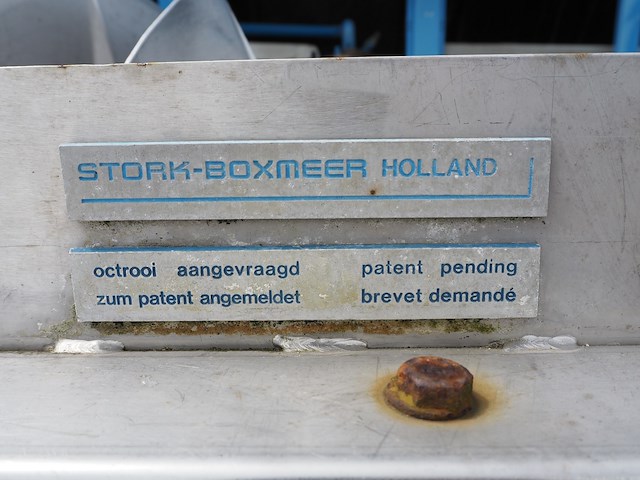 STORK-BOXMEER HOLLAND
octrooi aangevraagd patent pending
zum patent angemeldet brevet demandé